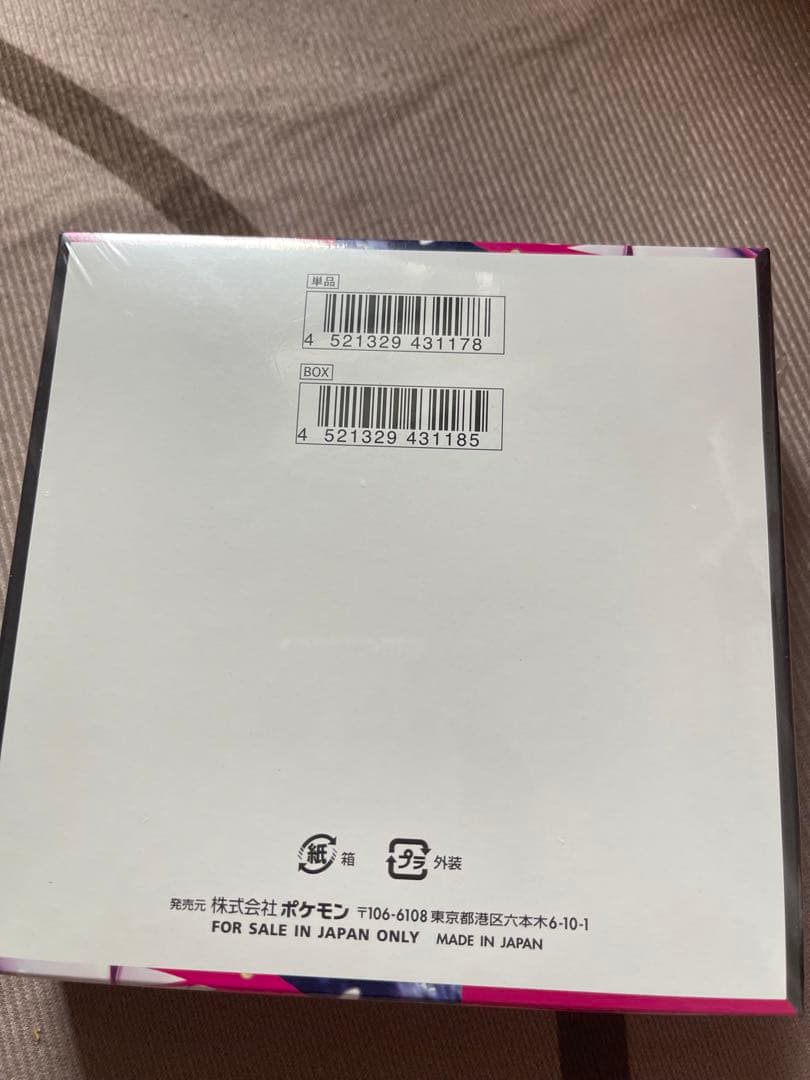 単品
4 521329 431178
BOX
4 521329 431185
紙 箱 プラ 外装
発売元 株式会社ポケモン 〒106-6108 東京都港区六本木6-10-1
FOR SALE IN JAPAN ONLY MADE IN JAPAN